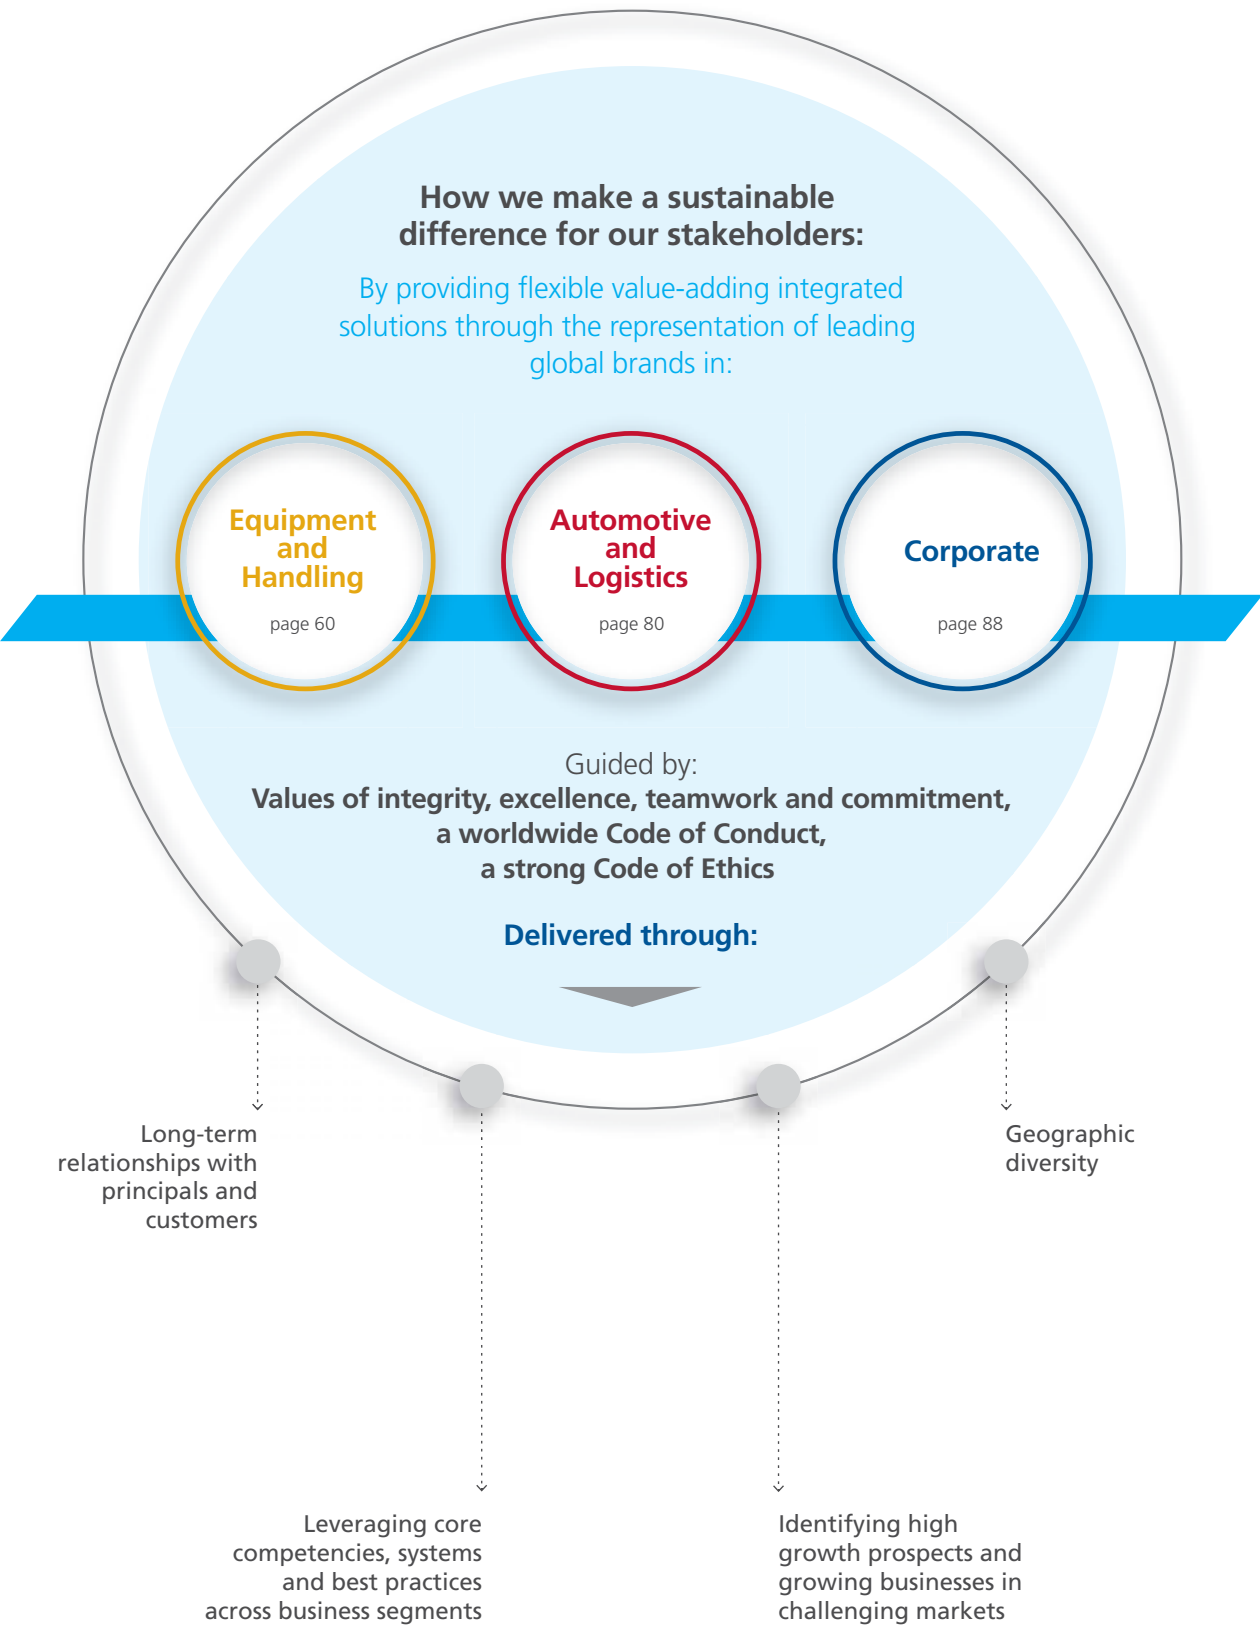 How we make a sustainable
difference for our stakeholders:
By providing flexible value-adding integrated
solutions through the representation of leading
global brands in:
Equipment
and
Handling
page 60
Automotive
and
Logistics
page 80
Corporate
page 88
Guided by:
Values of integrity, excellence, teamwork and commitment,
a worldwide Code of Conduct,
a strong Code of Ethics
Delivered through:
Long-term
relationships with
principals and
customers
Leveraging core
competencies, systems
and best practices
across business segments
Identifying high
growth prospects and
growing businesses in
challenging markets
Geographic
diversity